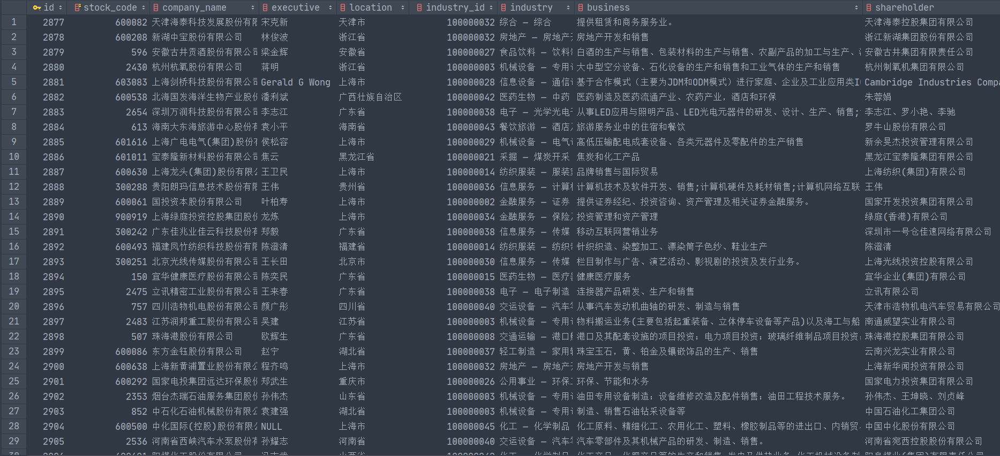 id stock_code company_name executive location industry_id industry business shareholder
1 2877 600082 天津海泰科技发展股份有限 宋克新 天津市 100000032 综合 – 综合 提供租赁和商务服务业。 天津海泰控股集团有限公司
2 2878 600208 新湖中宝股份有限公司 林俊波 浙江省 100000032 房地产 – 房地产开 房地产开发和销售 浙江新湖集团股份有限公司
3 2879 596 安徽古井贡酒股份有限公司 梁金辉 安徽省 100000027 食品饮料 – 饮料制 白酒的生产与销售、包装材料的生产与销售、农副产品的加工与生产、 安徽古井集团有限责任公司
4 2880 2430 杭州杭氧股份有限公司 蒋明 浙江省 100000003 机械设备 – 专用设 大中型空分设备、石化设备的生产和销售和工业气体的生产和销售 杭州制氧机集团有限公司
5 2881 603083 上海剑桥科技股份有限公司 Gerald G Wong 上海市 100000028 信息设备 – 通信设 基于合作模式（主要为JDM和ODM模式）进行家庭、企业及工业应用类I Cambridge Industries Compa
6 2882 600538 北海国发海洋生物产业股份 潘利斌 广西壮族自治区 100000042 医药生物 – 中药 医药制造及医药流通产业、农药产业，酒店和环保 朱蓉娟
7 2883 2654 深圳万润科技股份有限公司 李志江 广东省 100000038 电子 – 光学光电子 从事LED应用与照明产品、LED光电元器件的研发、设计、生产、销售; 李志江、罗小艳、李驰
8 2884 613 海南大东海旅游中心股份有 袁小平 海南省 100000043 餐饮旅游 – 酒店及 旅游服务业中的住宿和餐饮 罗牛山股份有限公司
9 2885 601616 上海广电电气(集团)股份有 侯松容 上海市 100000029 机械设备 – 电气设 高低压输配电成套设备、各类元器件及零配件的生产销售 新余旻杰投资管理有限公司
10 2886 601011 宝泰隆新材料股份有限公司 焦云 黑龙江省 100000021 采掘 – 煤炭开采 焦炭和化工产品 黑龙江宝泰隆集团有限公司
11 2887 600630 上海龙头(集团)股份有限公 王卫民 上海市 100000014 纺织服装 – 服装家 品牌销售与国际贸易 上海纺织(集团)有限公司
12 2888 300288 贵阳朗玛信息技术股份有限 王伟 贵州省 100000036 信息服务 – 计算机 计算机技术及软件开发、销售;计算机硬件及耗材销售;计算机网络互联 王伟
13 2889 600061 国投资本股份有限公司 叶柏寿 上海市 100000002 金融服务 – 证券 提供证券经纪、投资咨询、资产管理及相关证券金融服务。 国家开发投资集团有限公司
14 2890 900919 上海绿庭投资控股集团股份 龙炼 上海市 100000034 金融服务 – 保险及 投资管理和资产管理 绿庭(香港)有限公司
15 2891 300242 广东佳兆业佳云科技股份有 郑毅 广东省 100000038 信息服务 – 传媒 移动互联网营销业务 深圳市一号仓佳速网络有限公司
16 2892 600493 福建凤竹纺织科技股份有限 陈澄清 福建省 100000014 纺织服装 – 纺织制 针织织造、染整加工、漂染筒子色纱、鞋业生产 陈澄清
17 2893 300251 北京光线传媒股份有限公司 王长田 北京市 100000030 信息服务 – 传媒 栏目制作与广告、演艺活动、影视剧的投资及发行业务。 上海光线投资控股有限公司
18 2894 150 宜华健康医疗股份有限公司 陈奕民 广东省 100000015 医药生物 – 医疗器 健康医疗服务 宜华企业(集团)有限公司
19 2895 2475 立讯精密工业股份有限公司 王来春 广东省 100000038 电子 – 电子制造 连接器产品研发、生产和销售 立讯有限公司
20 2896 757 四川浩物机电股份有限公司 颜广彤 四川省 100000040 交运设备 – 汽车零 从事汽车发动机曲轴的研发、制造与销售 天津市浩物机电汽车贸易有限公司
21 2897 2483 江苏润邦重工股份有限公司 吴建 江苏省 100000003 机械设备 – 专用设 物料搬运业务(主要包括起重装备、立体停车设备等产品)以及海工与船 南通威望实业有限公司
22 2898 507 珠海港股份有限公司 欧辉生 广东省 100000008 交通运输 – 港口航 港口及其配套设施的项目投资；电力项目投资；玻璃纤维制品项目投资； 珠海港控股集团有限公司
23 2899 600086 东方金钰股份有限公司 赵宁 湖北省 100000037 轻工制造 – 家用轻 珠宝玉石，黄、铂金及镶嵌饰品的生产、销售 云南兴龙实业有限公司
24 2900 600638 上海新黄浦置业股份有限公 程齐鸣 上海市 100000032 房地产 – 房地产开 房地产开发与销售 上海新华闻投资有限公司
25 2901 600292 国家电投集团远达环保股份 郑武生 重庆市 100000026 公用事业 – 环保工 环保、节能和水务 国家电力投资集团有限公司
26 2902 2353 烟台杰瑞石油服务集团股份 孙伟杰 山东省 100000003 机械设备 – 专用设 油田专用设备制造；设备维修改造及配件销售；油田工程技术服务。 孙伟杰、王坤晓、刘贞峰
27 2903 852 中石化石油机械股份有限公 袁建强 湖北省 100000003 机械设备 – 专用设 制造、销售石油钻采设备等 中国石油化工集团公司
28 2904 600500 中化国际(控股)股份有限公 NULL 上海市 100000045 化工 – 化学制品 化工原料、精细化工、农用化工、塑料、橡胶制品等的进出口、内销贸 中国中化股份有限公司
29 2905 2536 河南省西峡汽车水泵股份有 孙耀志 河南省 100000040 交运设备 – 汽车零 汽车零部件及其机械产品的研发、制造、销售。 河南省宛西控股股份有限公司